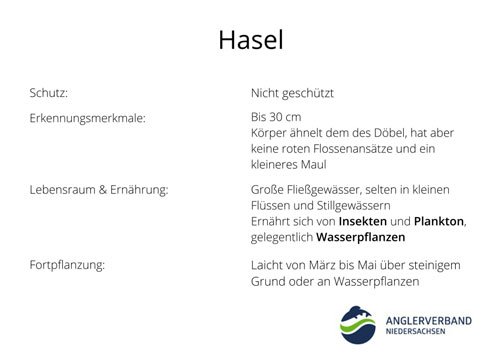 Hasel
Schutz: Nicht geschützt
Erkennungsmerkmale: Bis 30 cm
Körper ähnelt dem des Döbel, hat aber
keine roten Flossenansätze und ein
kleineres Maul
Lebensraum & Ernährung: Große Fließgewässer, selten in kleinen
Flüssen und Stillgewässern
Ernährt sich von Insekten und Plankton,
gelegentlich Wasserpflanzen
Fortpflanzung: Laicht von März bis Mai über steinigem
Grund oder an Wasserpflanzen
ANGLERVERBAND
NIEDERSACHSEN